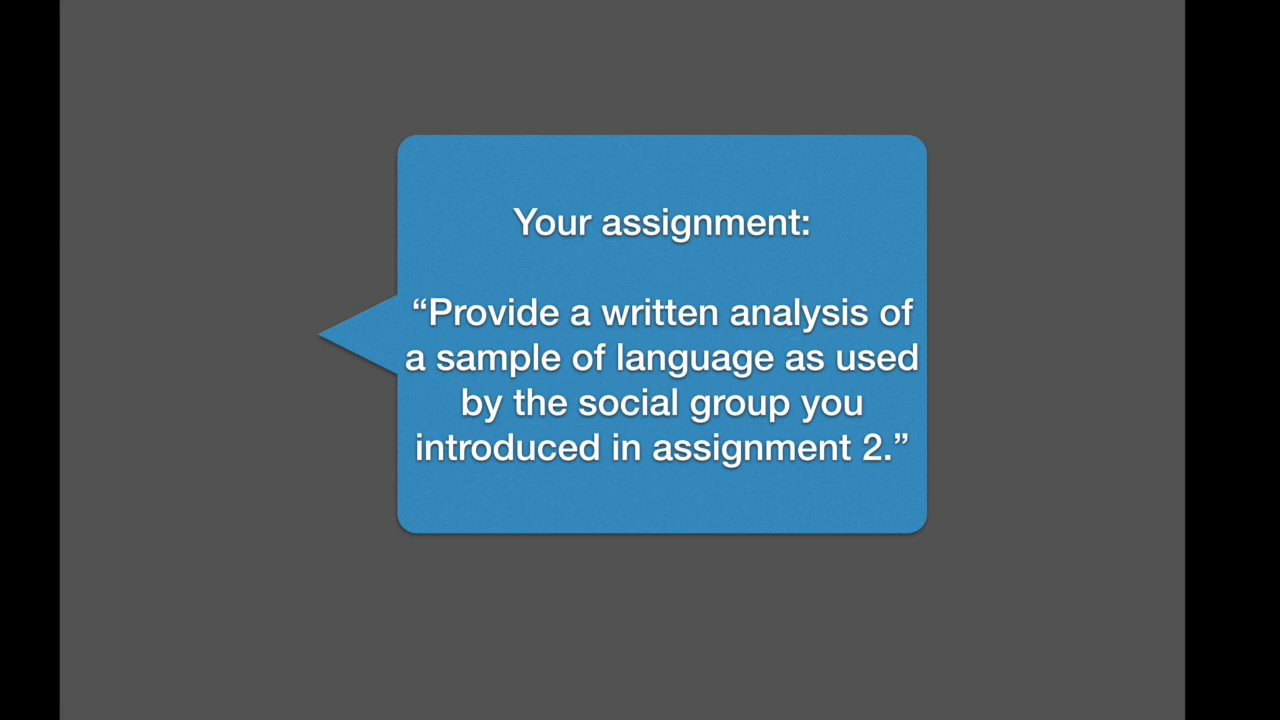 Your assignment:
“Provide a written analysis of
a sample of language as used
by the social group you
introduced in assignment 2.”